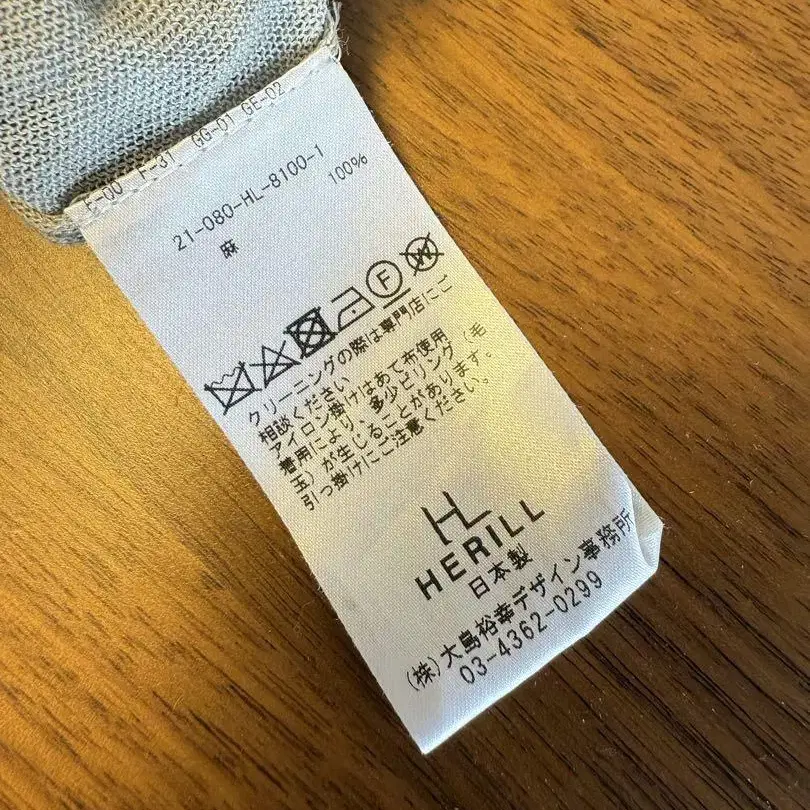 E-00 F-31 GG-01 GE-02
21-080-HL-8100-1
麻 100%
F
W
クリーニングの際は専門店にご
相談ください
アイロン掛けはあて布使用
着用により、多少ピリング（毛
玉）が生じることがあります。
引っ掛けにご注意ください。
HL
HERILL
日本製
(株)大島裕幸デザイン事務所
03-4362-0299